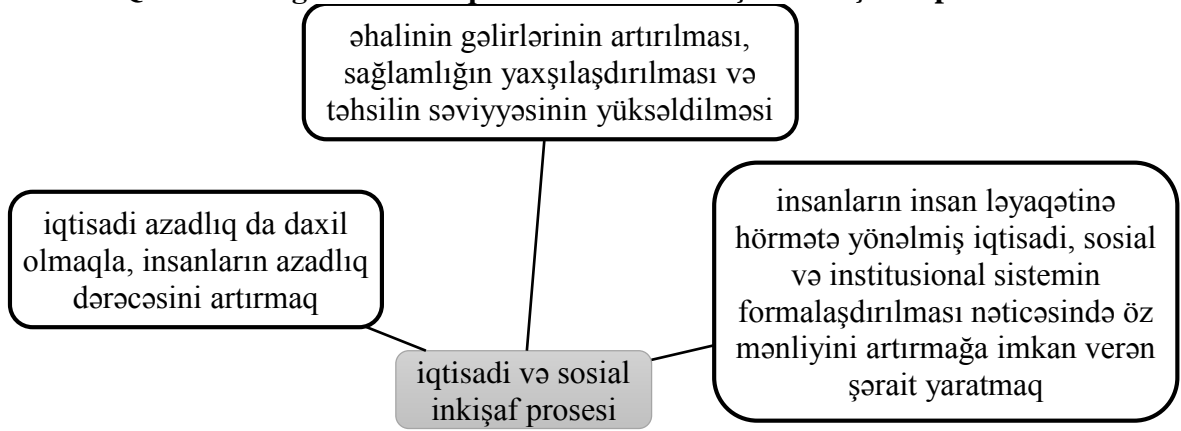 əhalinin gəlirlərinin artırılması,
sağlamlığın yaxşılaşdırılması və
təhsilin səviyyəsinin yüksəldilməsi
iqtisadi azadlıq da daxil
olmaqla, insanların azadlıq
dərəcəsini artırmaq
insanların insan ləyaqətinə
hörmətə yönəlmiş iqtisadi, sosial
və institusional sistemin
formalaşdırılması nəticəsində öz
mənliyini artırmağa imkan verən
şərait yaratmaq
iqtisadi və sosial
inkişaf prosesi